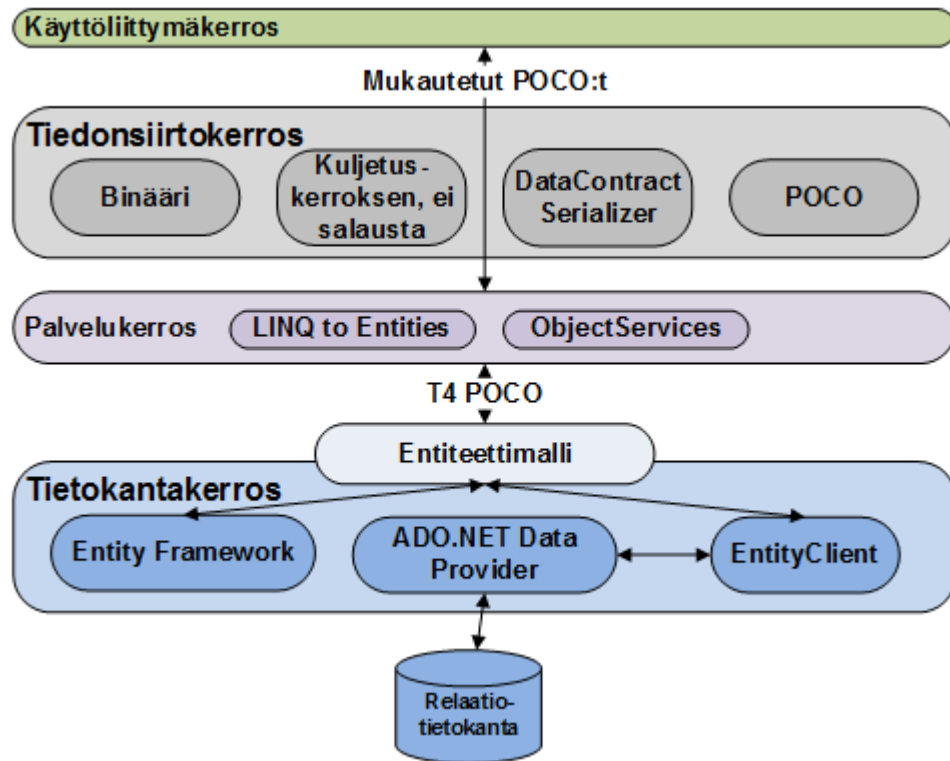 Käyttöliittymäkerros
Mukautetut POCO:t
Tiedonsiirtokerros
Binääri
Kuljetus-
kerroksen, ei
salausta
DataContract
Serializer
POCO
Palvelukerros
LINQ to Entities
ObjectServices
T4 POCO
Entiteettimalli
Tietokantakerros
Entity Framework
ADO.NET Data
Provider
EntityClient
Relaatio-
tietokanta